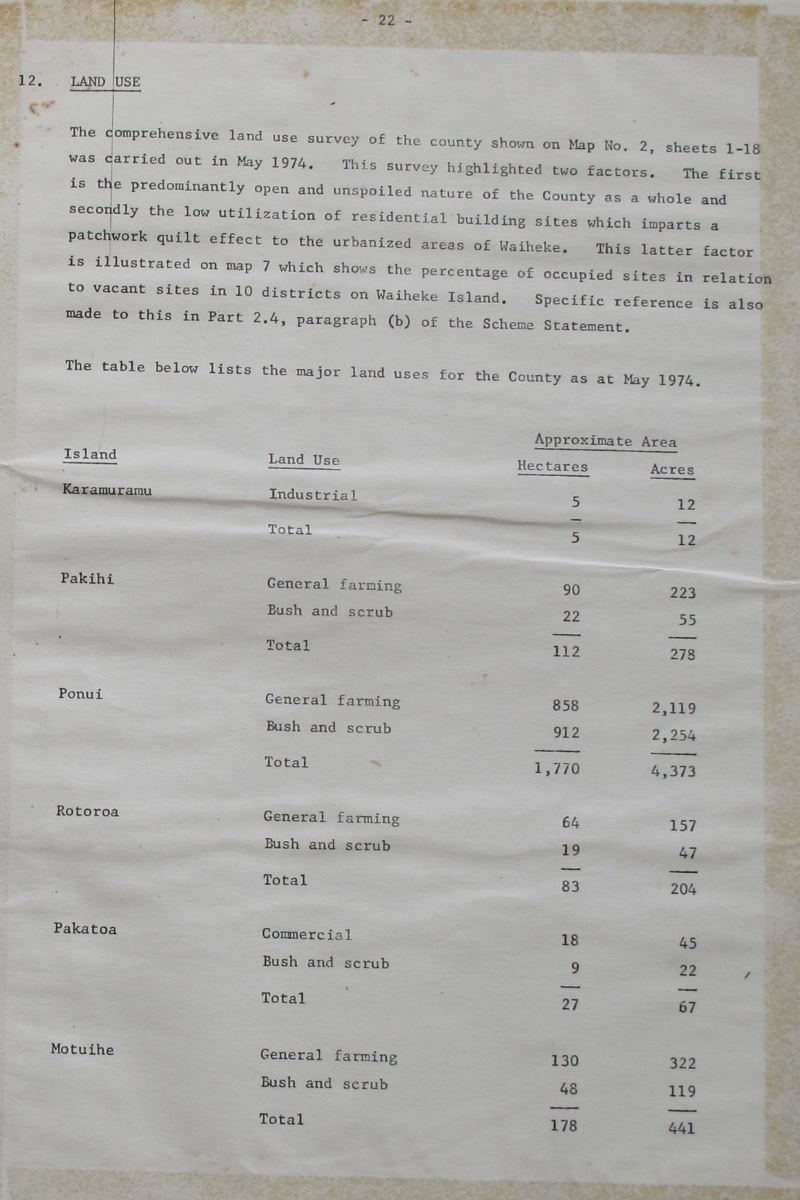 - 22 -
12. LAND USE
The comprehensive land use survey of the county shown on Map No. 2, sheets 1-18
was carried out in May 1974. This survey highlighted two factors. The first
is the predominantly open and unspoiled nature of the County as a whole and
secondly the low utilization of residential building sites which imparts a
patchwork quilt effect to the urbanized areas of Waiheke. This latter factor
is illustrated on map 7 which shows the percentage of occupied sites in relation
to vacant sites in 10 districts on Waiheke Island. Specific reference is also
made to this in Part 2.4, paragraph (b) of the Scheme Statement.
The table below lists the major land uses for the County as at May 1974.
Approximate Area
Island Land Use Hectares Acres
Karamuramu Industrial 5 12
Total 5 12
Pakihi General farming 90 223
Bush and scrub 22 55
Total 112 278
Ponui General farming 858 2,119
Bush and scrub 912 2,254
Total 1,770 4,373
Rotoroa General farming 64 157
Bush and scrub 19 47
Total 83 204
Pakatoa Commercial 18 45
Bush and scrub 9 22
Total 27 67
Motuihe General farming 130 322
Bush and scrub 48 119
Total 178 441